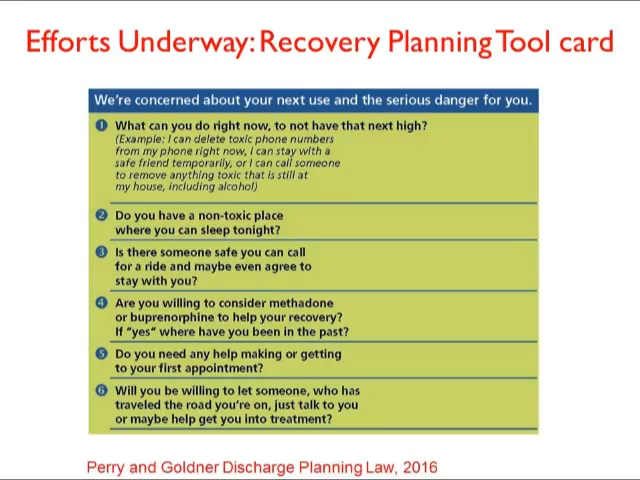 Efforts Underway: Recovery Planning Tool card
We're concerned about your next use and the serious danger for you.
1 What can you do right now, to not have that next high?
(Example: I can delete toxic phone numbers
from my phone right now, I can stay with a
safe friend temporarily, or I can call someone
to remove anything toxic that is still at
my house, including alcohol)
2 Do you have a non-toxic place
where you can sleep tonight?
3 Is there someone safe you can call
for a ride and maybe even agree to
stay with you?
4 Are you willing to consider methadone
or buprenorphine to help your recovery?
If "yes" where have you been in the past?
5 Do you need any help making or getting
to your first appointment?
6 Will you be willing to let someone, who has
traveled the road you're on, just talk to you
or maybe help get you into treatment?
Perry and Goldner Discharge Planning Law, 2016